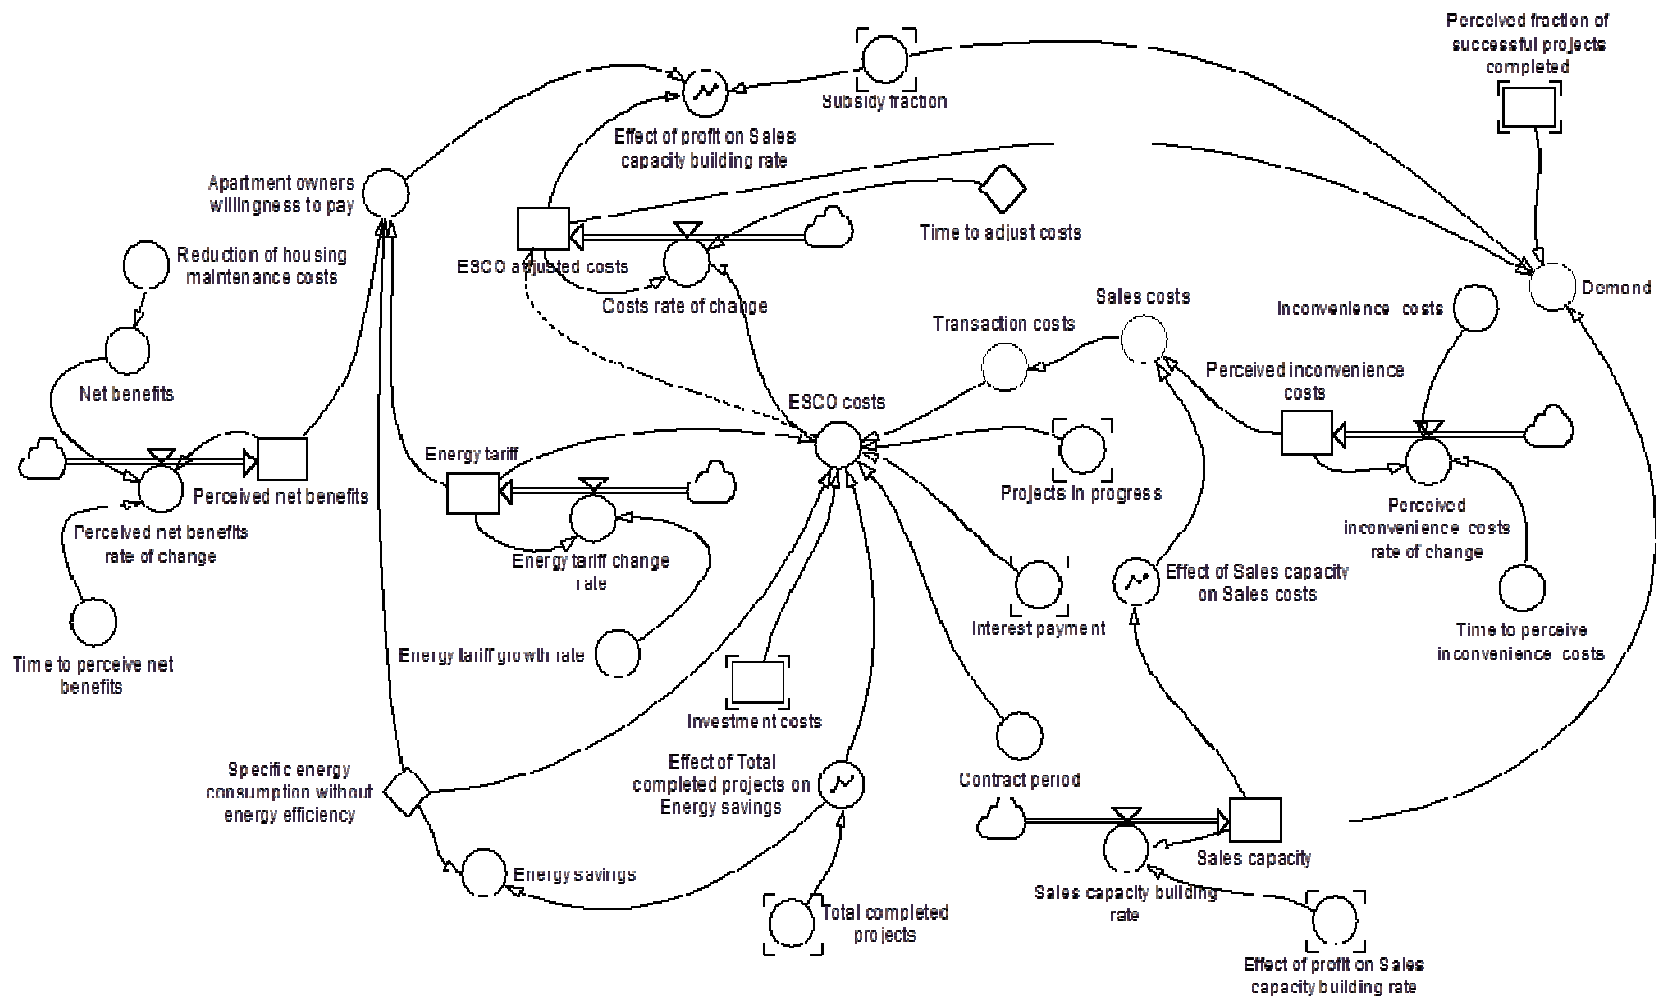 Perceived fraction of
successful projects
completed
Subsidy fraction
Effect of profit on Sales
capacity building rate
Apartment owners
willingness to pay
Time to adjust costs
Reduction of housing
maintenance costs
ESCO adjusted costs
Costs rate of change
Demand
Sales costs
Inconvenience costs
Transaction costs
Net benefits
Perceived inconvenience
costs
ESCO costs
Energy tariff
Perceived net benefits
Projects in progress
Perceived net benefits
rate of change
Perceived
inconvenience costs
rate of change
Energy tariff change
rate
Effect of Sales capacity
on Sales costs
Interest payment
Time to perceive
inconvenience costs
Time to perceive net
benefits
Energy tariff growth rate
Investment costs
Specific energy
consumption without
energy efficiency
Effect of Total
completed projects on
Energy savings
Contract period
Sales capacity
Energy savings
Sales capacity building
rate
Total completed
projects
Effect of profit on Sales
capacity building rate